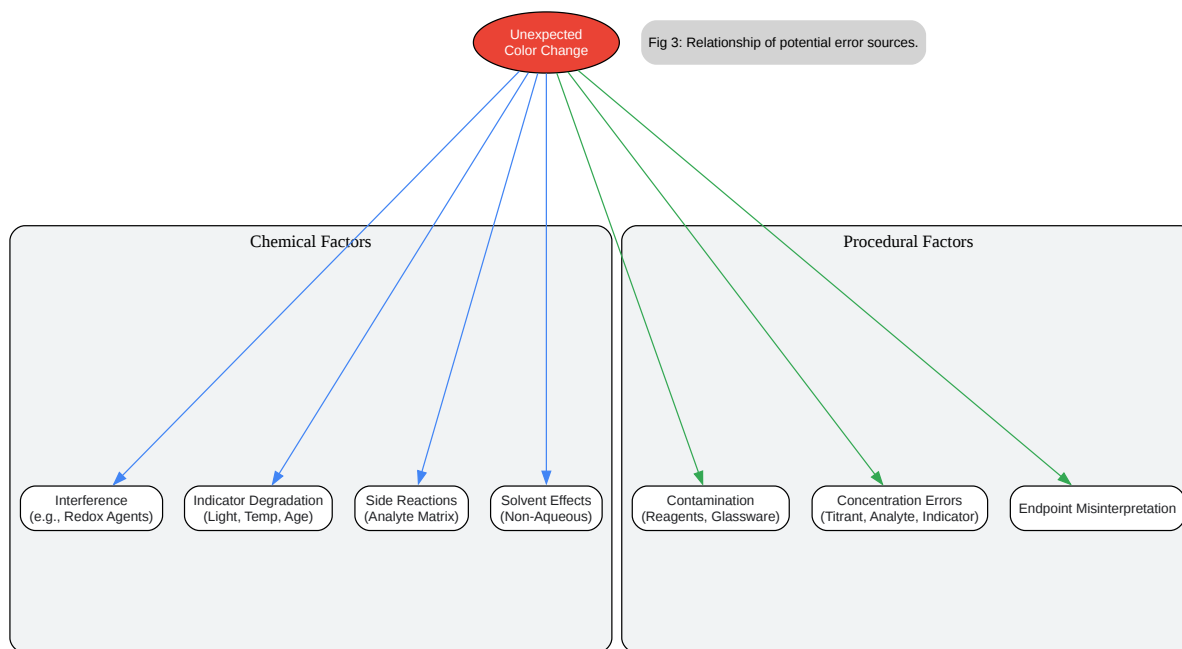 Unexpected
Color Change
Fig 3: Relationship of potential error sources.
Chemical Factors
Procedural Factors
Interference
(e.g., Redox Agents)
Indicator Degradation
(Light, Temp, Age)
Side Reactions
(Analyte Matrix)
Solvent Effects
(Non-Aqueous)
Contamination
(Reagents, Glassware)
Concentration Errors
(Titrant, Analyte, Indicator)
Endpoint Misinterpretation